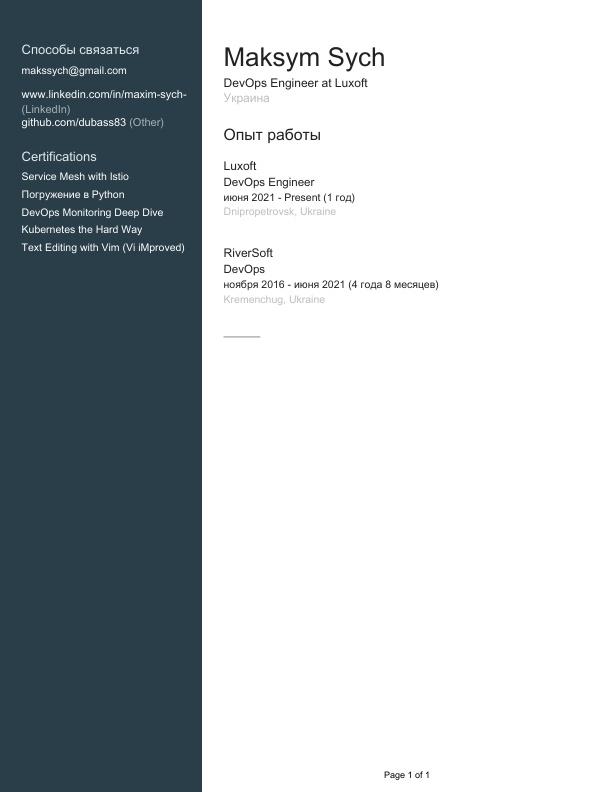 Способы связаться
makssych@gmail.com
www.linkedin.com/in/maxim-sych-
(LinkedIn)
github.com/dubass83 (Other)
Certifications
Service Mesh with Istio
Погружение в Python
DevOps Monitoring Deep Dive
Kubernetes the Hard Way
Text Editing with Vim (Vi iMproved)
Maksym Sych
DevOps Engineer at Luxoft
Украина
Опыт работы
Luxoft
DevOps Engineer
июня 2021 - Present (1 год)
Dnipropetrovsk, Ukraine
RiverSoft
DevOps
ноября 2016 - июня 2021 (4 года 8 месяцев)
Kremenchug, Ukraine
Page 1 of 1